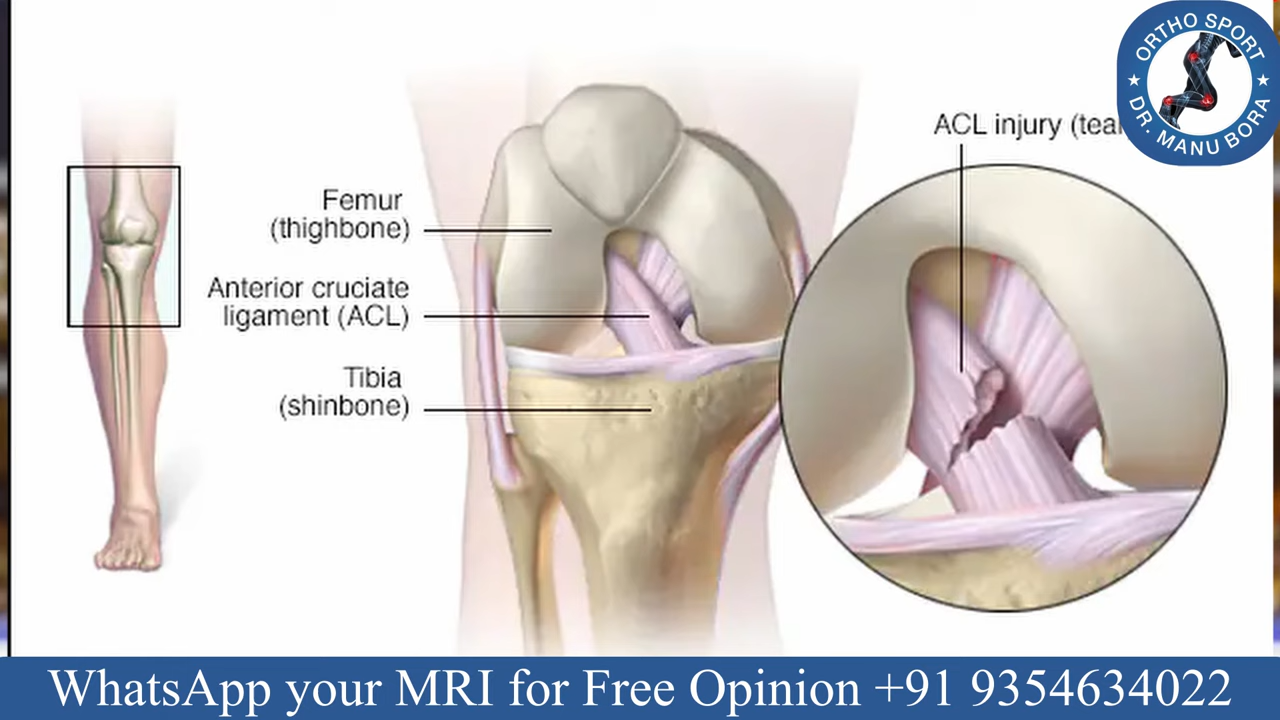 ORTHO SPORT
DR. MANU BORA
ACL injury
Femur
(thighbone)
Anterior cruciate
ligament (ACL)
Tibia
(shinbone)
WhatsApp your MRI for Free Opinion +91 9354634022